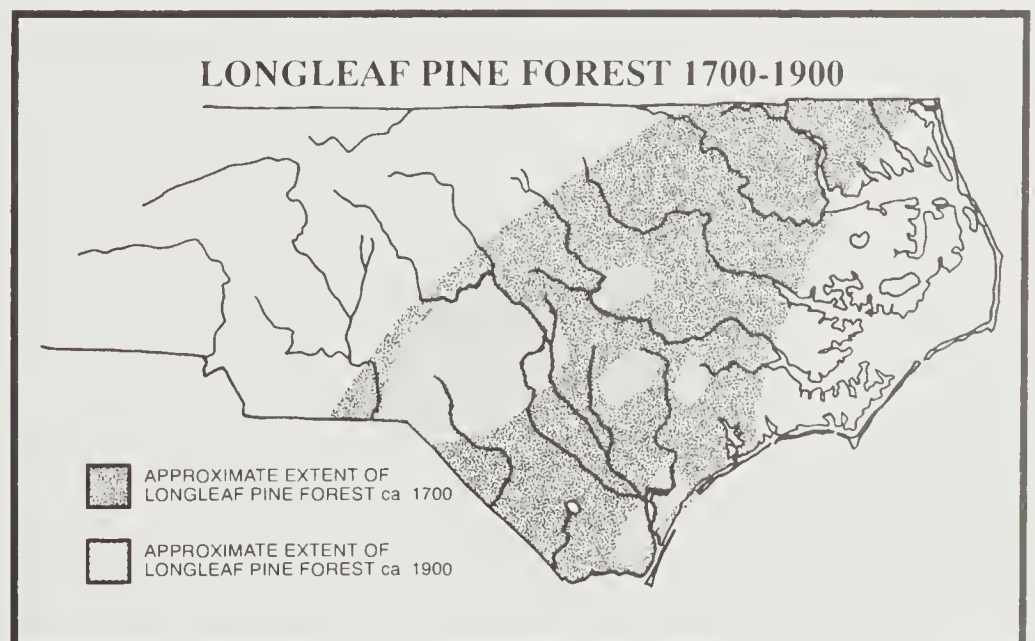 LONGLEAF PINE FOREST 1700-1900
APPROXIMATE EXTENT OF
LONGLEAF PINE FOREST ca 1700
APPROXIMATE EXTENT OF
LONGLEAF PINE FOREST ca 1900